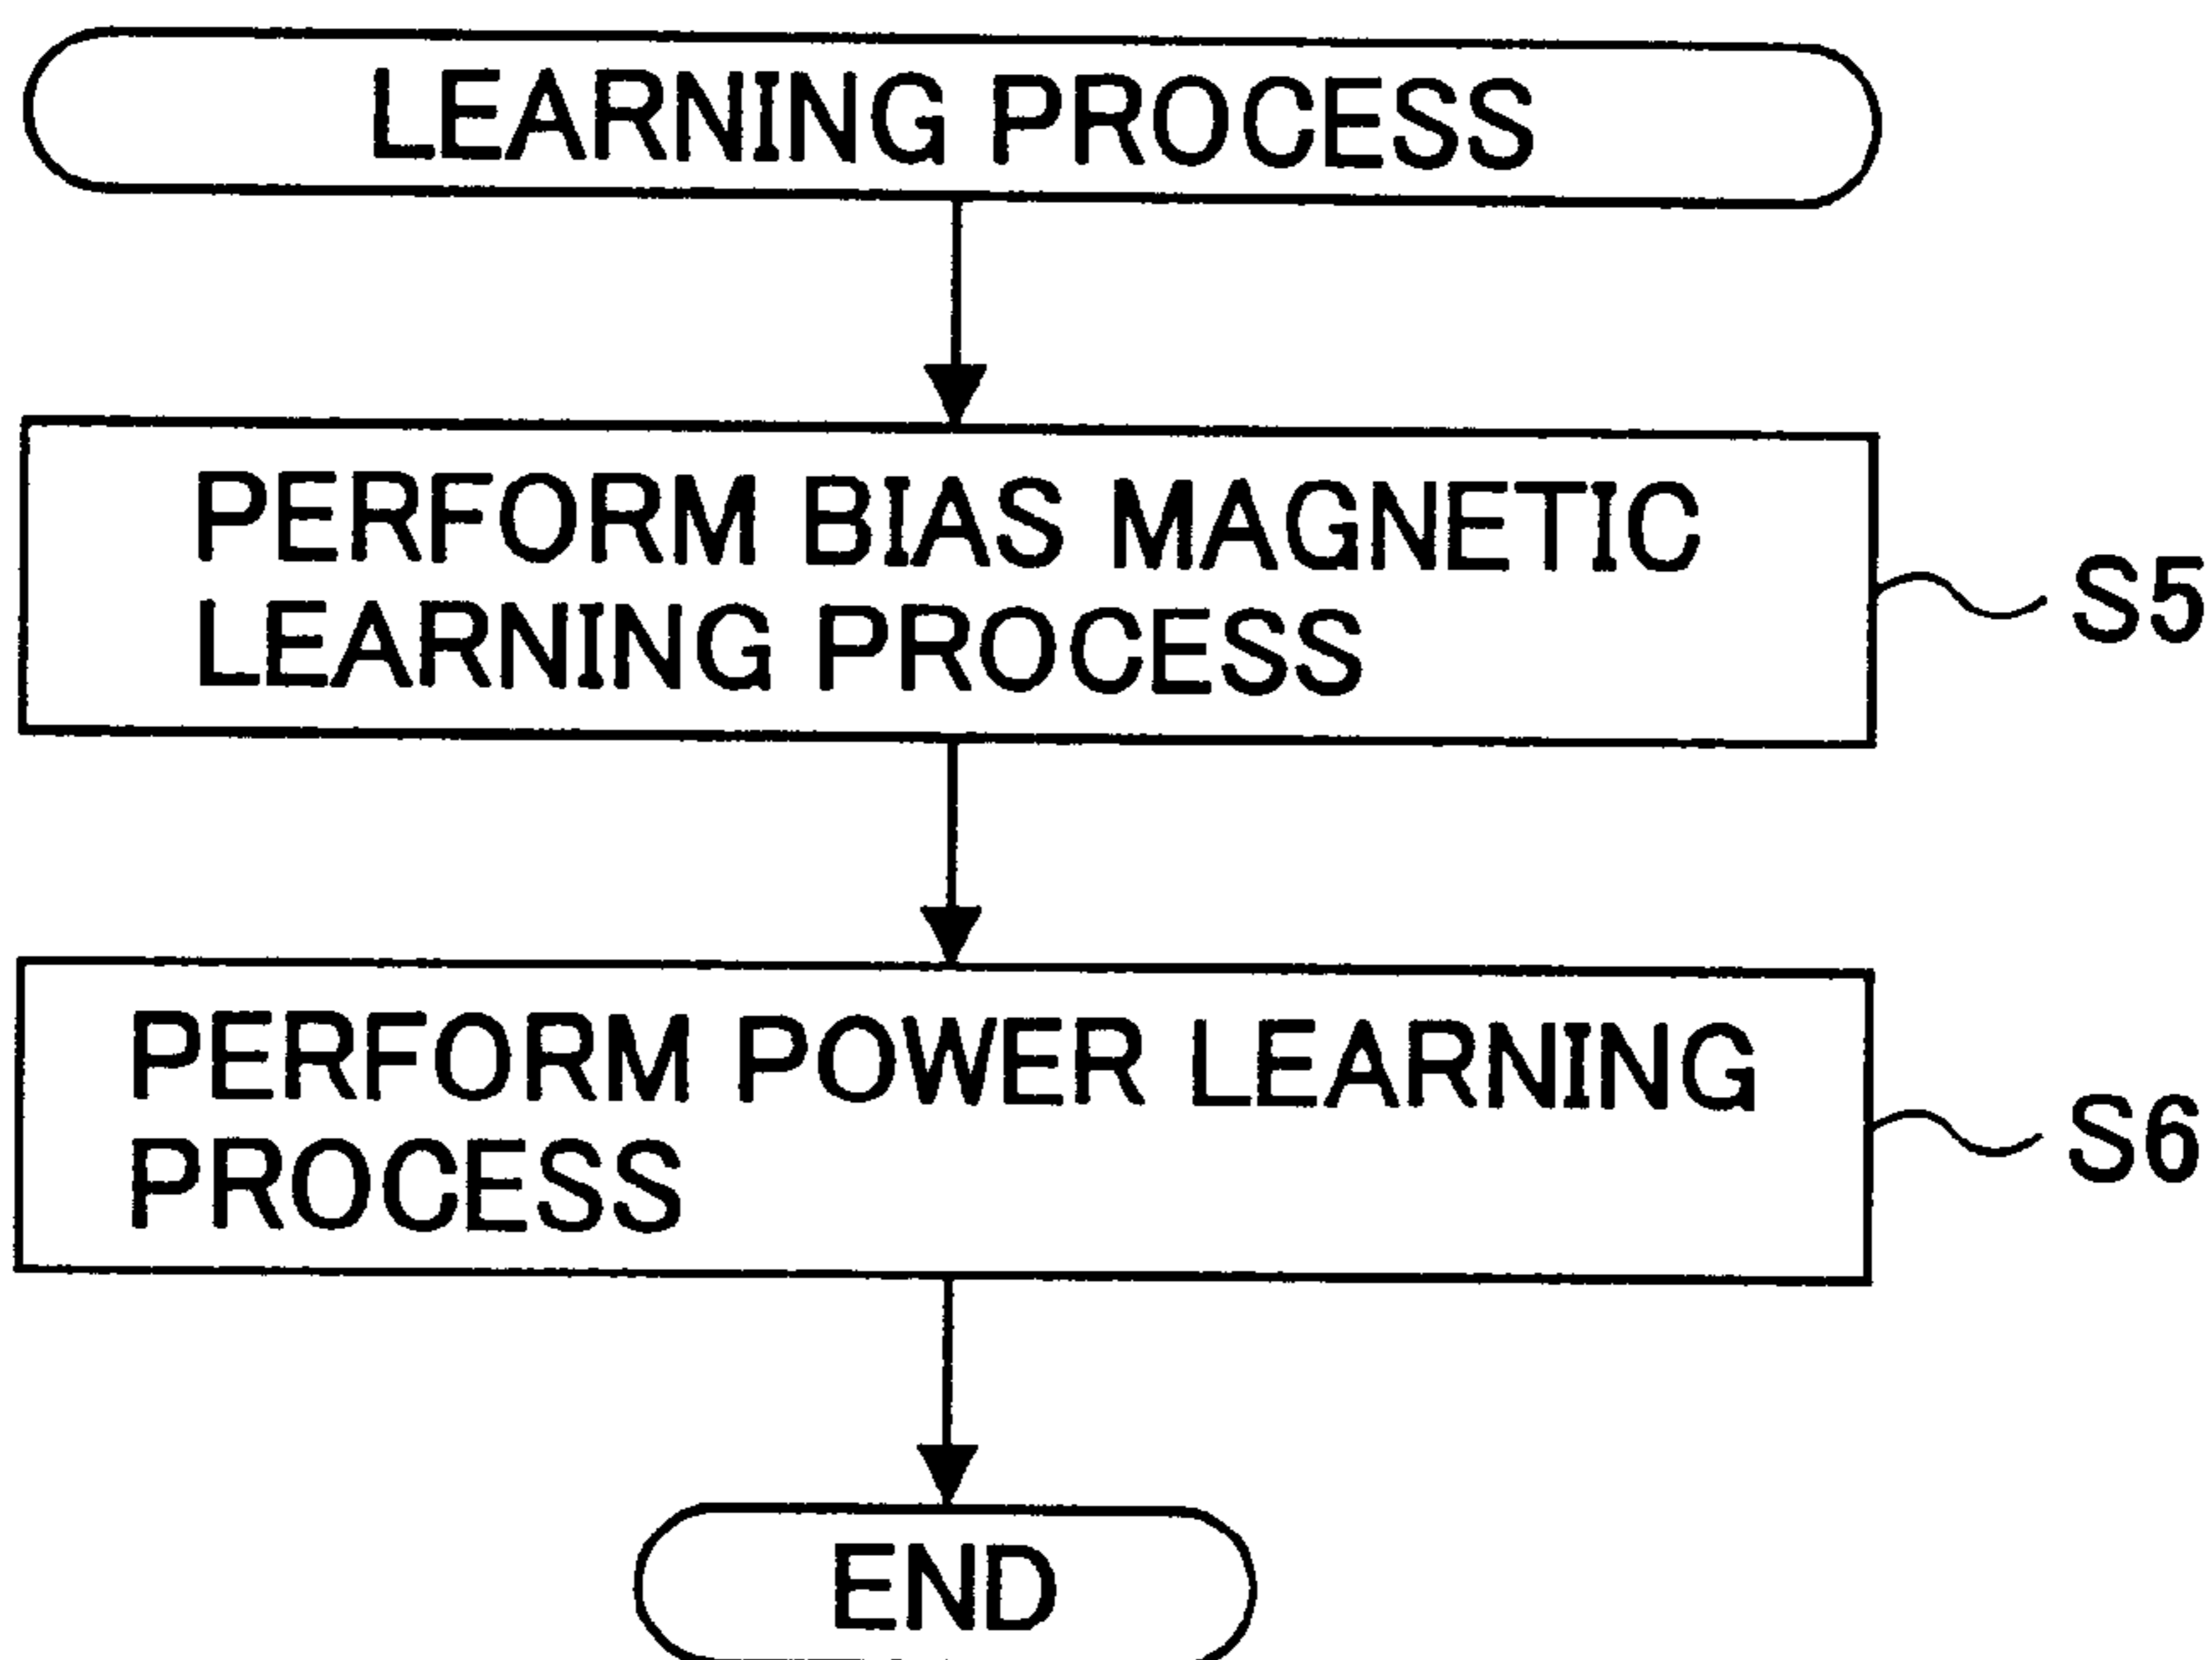 LEARNING PROCESS
PERFORM BIAS MAGNETIC
LEARNING PROCESS
S5
PERFORM POWER LEARNING
PROCESS
S6
END